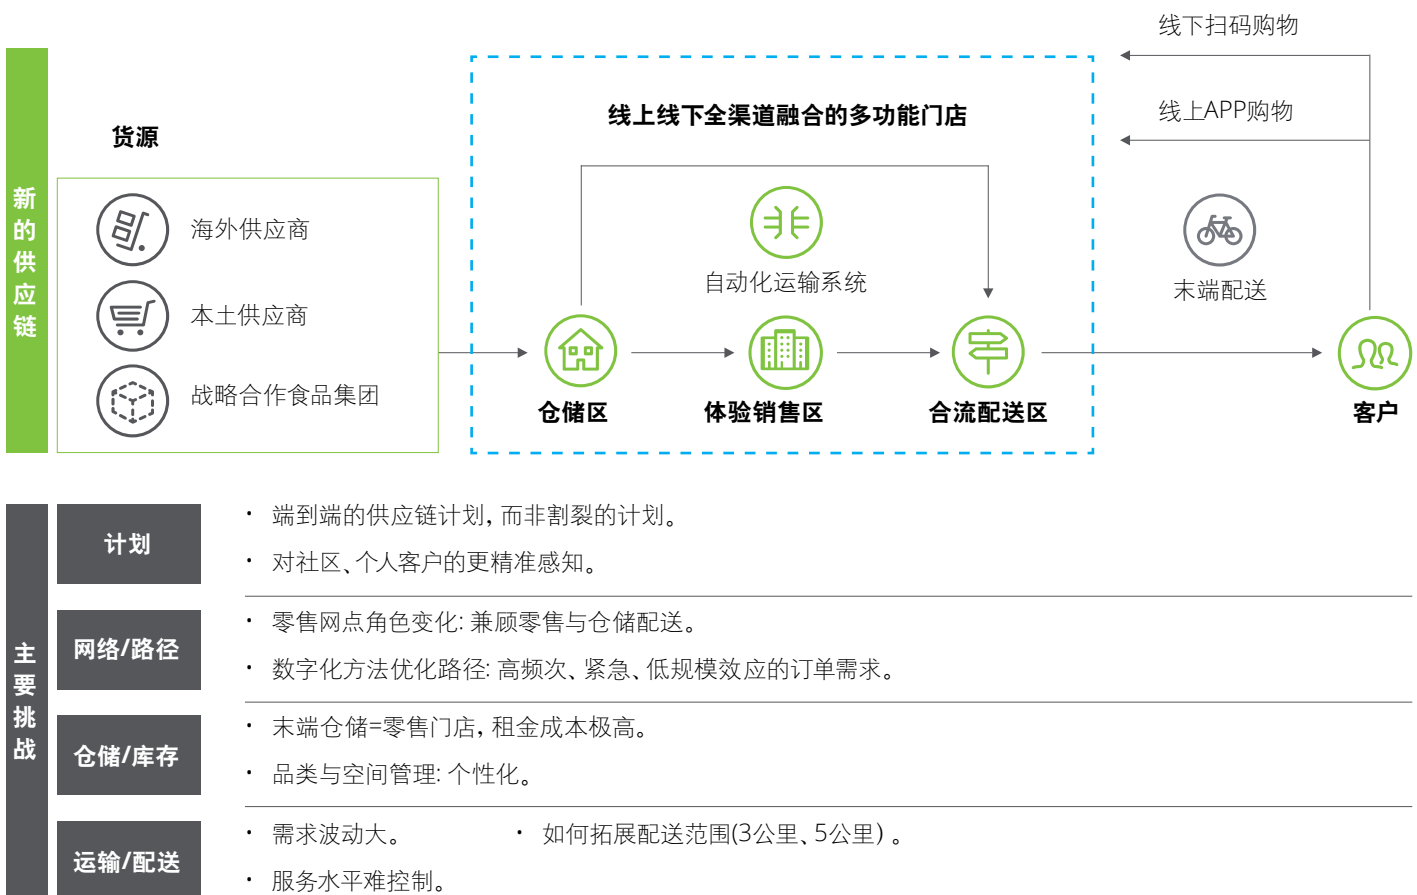 线下扫码购物
线上APP购物
线上线下全渠道融合的多功能门店
货源
新的供应链
海外供应商
本土供应商
战略合作食品集团
自动化运输系统
末端配送
仓储区
体验销售区
合流配送区
客户
主要挑战
计划
· 端到端的供应链计划，而非割裂的计划。
· 对社区、个人客户的更精准感知。
网络/路径
· 零售网点角色变化: 兼顾零售与仓储配送。
· 数字化方法优化路径: 高频次、紧急、低规模效应的订单需求。
仓储/库存
· 末端仓储=零售门店，租金成本极高。
· 品类与空间管理: 个性化。
运输/配送
· 需求波动大。
· 如何拓展配送范围(3公里、5公里) 。
· 服务水平难控制。